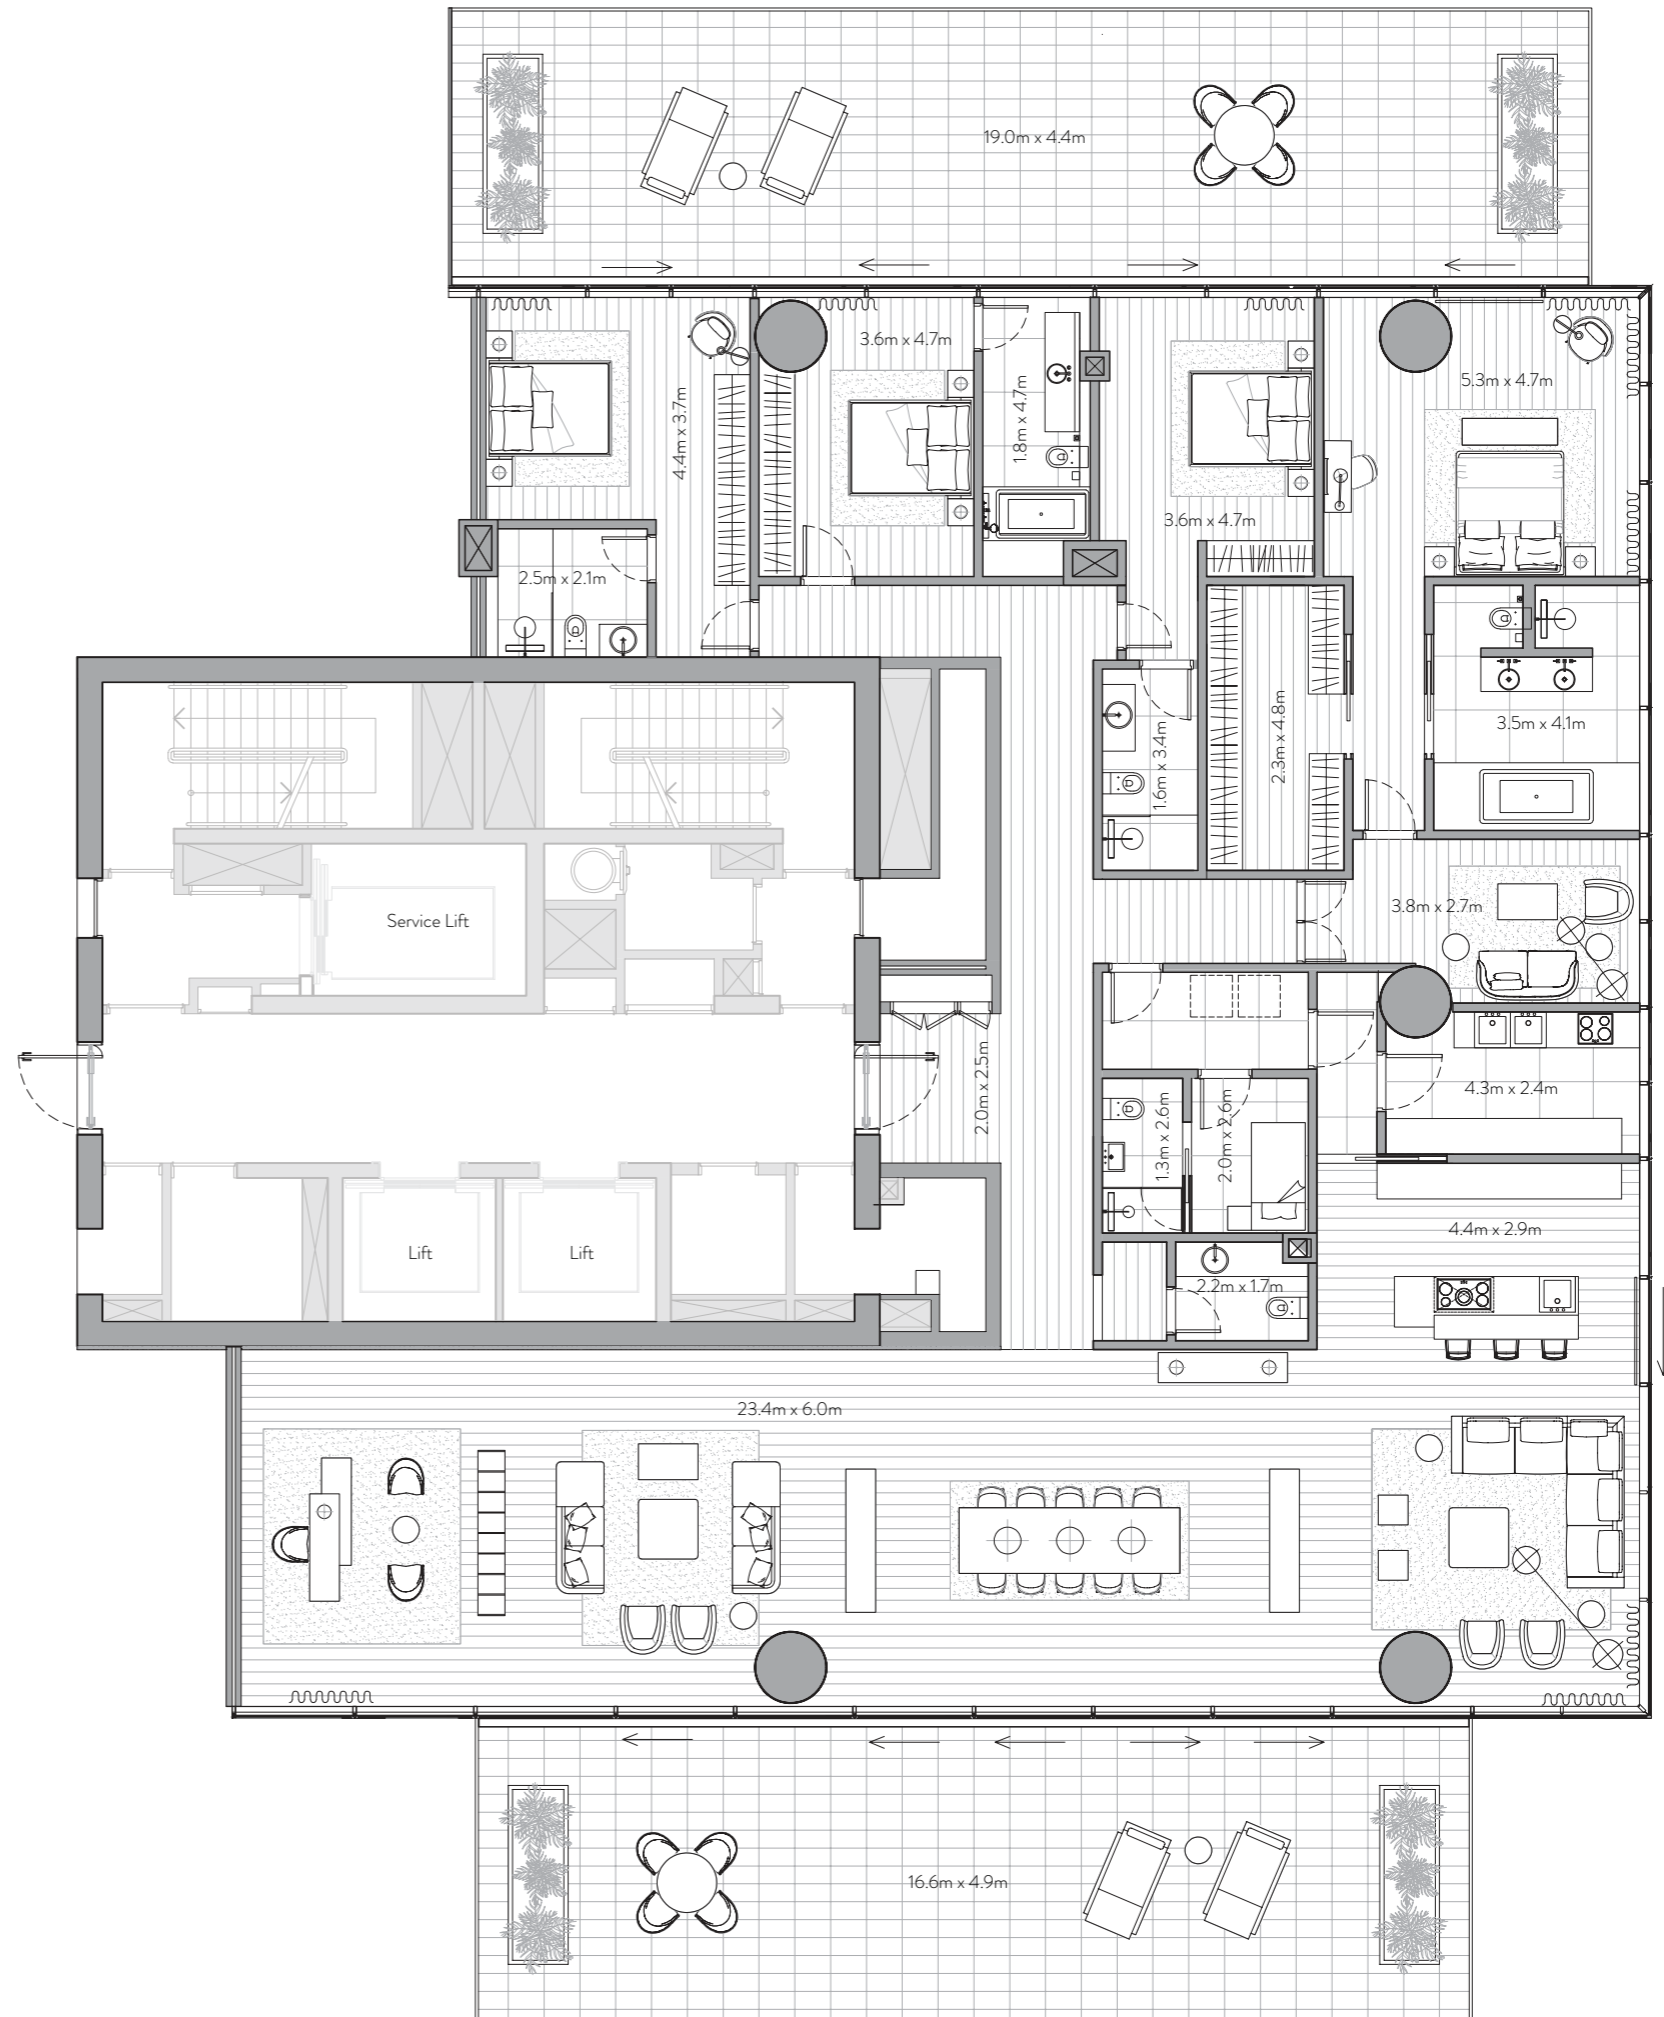 19.0m x 4.4m
3.6m x 4.7m
5.3m x 4.7m
4.4m x 3.7m
1.8m x 4.7m
3.6m x 4.7m
2.5m x 2.1m
3.5m x 4.1m
2.3m x 4.8m
1.6m x 3.4m
Service Lift
3.8m x 2.7m
2.0m x 2.5m
4.3m x 2.4m
1.3m x 2.6m
2.0m x 2.6m
4.4m x 2.9m
Lift
Lift
2.2m x 1.7m
23.4m x 6.0m
16.6m x 4.9m